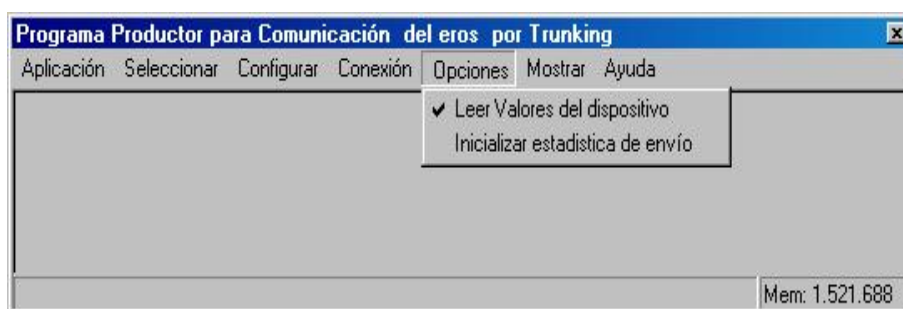 Programa Productor para Comunicación del eros por Trunking
Aplicación Seleccionar Configurar Conexión Opciones Mostrar Ayuda
Leer Valores del dispositivo
Inicializar estadistica de envío
Mem: 1.521.688